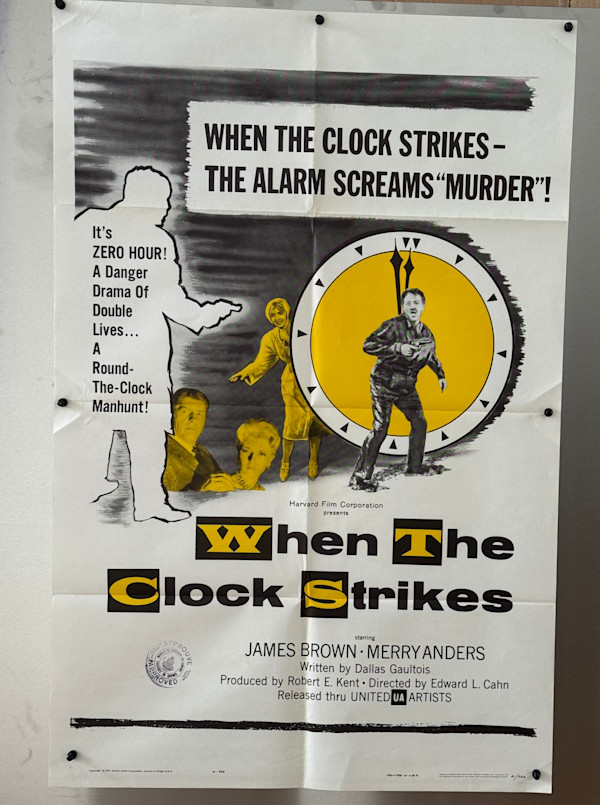 WHEN THE CLOCK STRIKES–
THE ALARM SCREAMS "MURDER"!
It's
ZERO HOUR!
A Danger
Drama Of
Double
Lives...
A
Round-
The-Clock
Manhunt!
Harvard Film Corporation
presents
When The
Clock Strikes
starring
JAMES BROWN · MERRY ANDERS
Written by Dallas Gaultois
Produced by Robert E. Kent · Directed by Edward L. Cahn
Released thru UNITED UA ARTISTS
APPROUVÉ
APPROVED